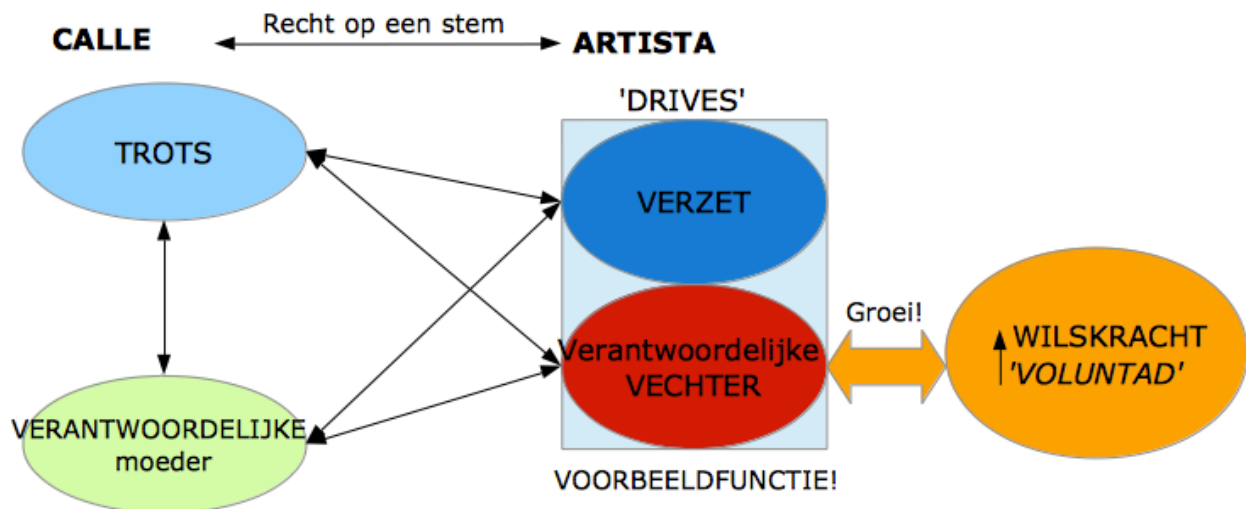 Recht op een stem
CALLE
ARTISTA
'DRIVES'
TROTS
VERZET
Groei!
Verantwoordelijke
VECHTER
WILSKRACHT
'VOLUNTAD'
VERANTWOORDELIJKE
moeder
VOORBEELDFUNCTIE!